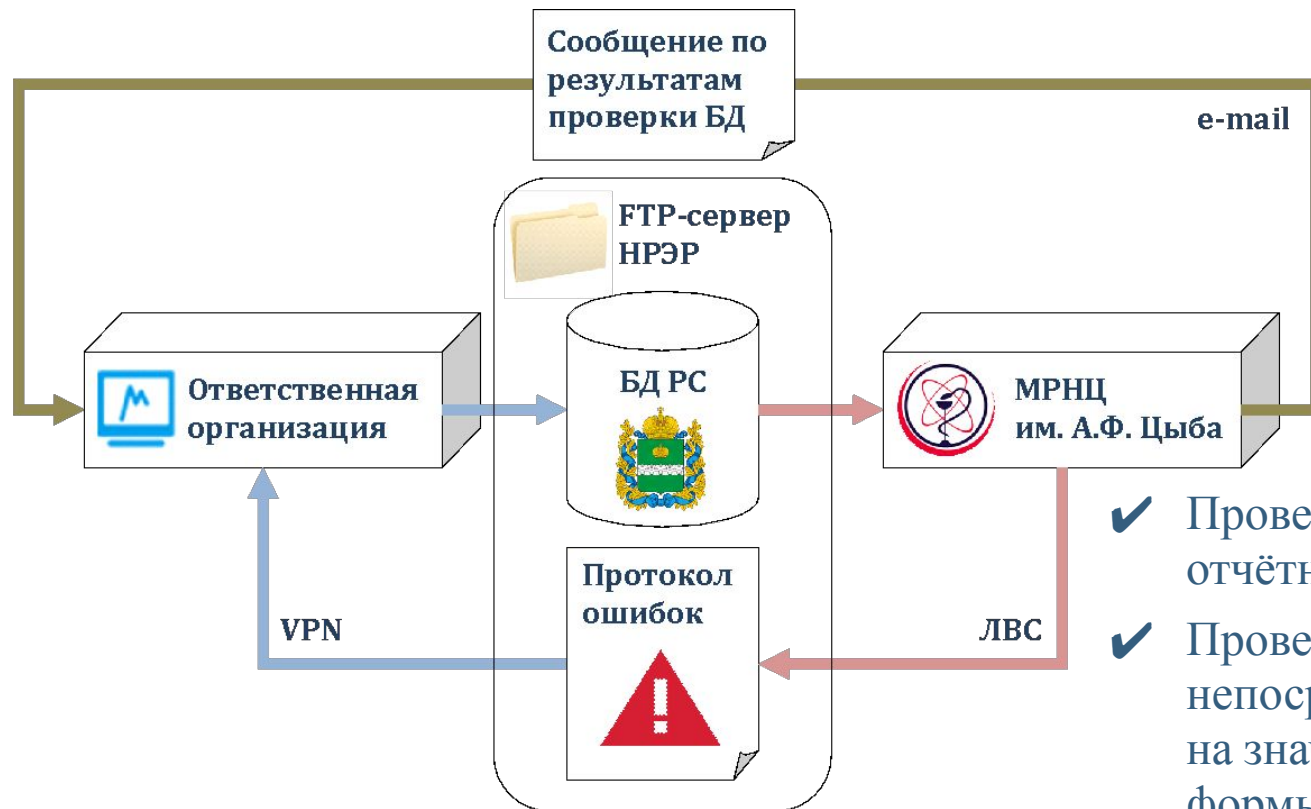 Сообщение по
результатам
проверки БД
e-mail
FTP-сервер
НРЭР
Ответственная
организация
БД РС
МРНЦ
им. А.Ф. Цыба
Протокол
ошибок
VPN
ЛВС
✔
✔
на